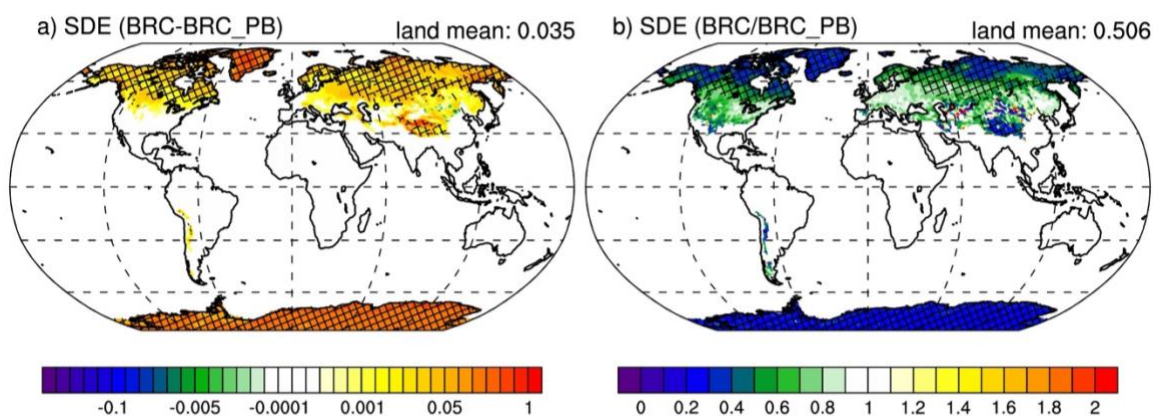 a) SDE (BRC-BRC_PB) land mean: 0.035
b) SDE (BRC/BRC_PB) land mean: 0.506
-0.1 -0.005 -0.0001 0.001 0.05 1
0 0.2 0.4 0.6 0.8 1 1.2 1.4 1.6 1.8 2